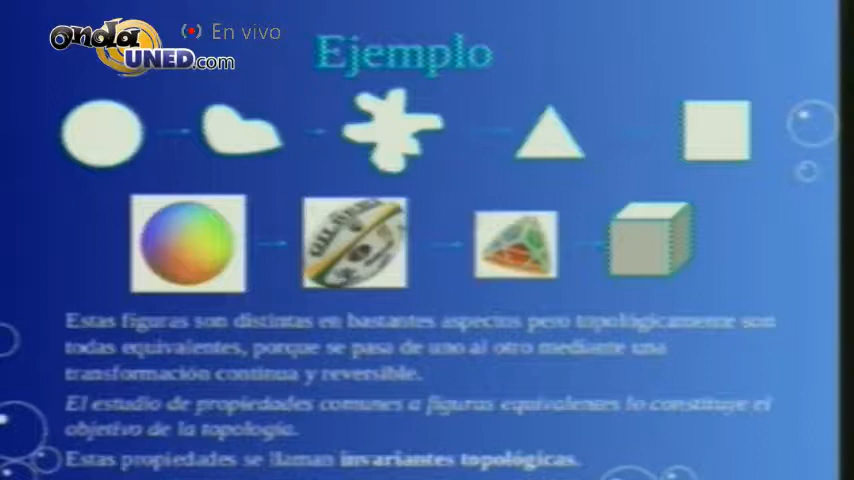 onda
UNED.com
En vivo
Ejemplo
GILBERT
Estas figuras son distintas en bastantes aspectos pero topológicamente son
todas equivalentes, porque se pasa de uno al otro mediante una
transformación continua y reversible.
El estudio de propiedades comunes a figuras equivalentes lo constituye el
objetivo de la topología.
Estas propiedades se llaman invariantes topológicas.